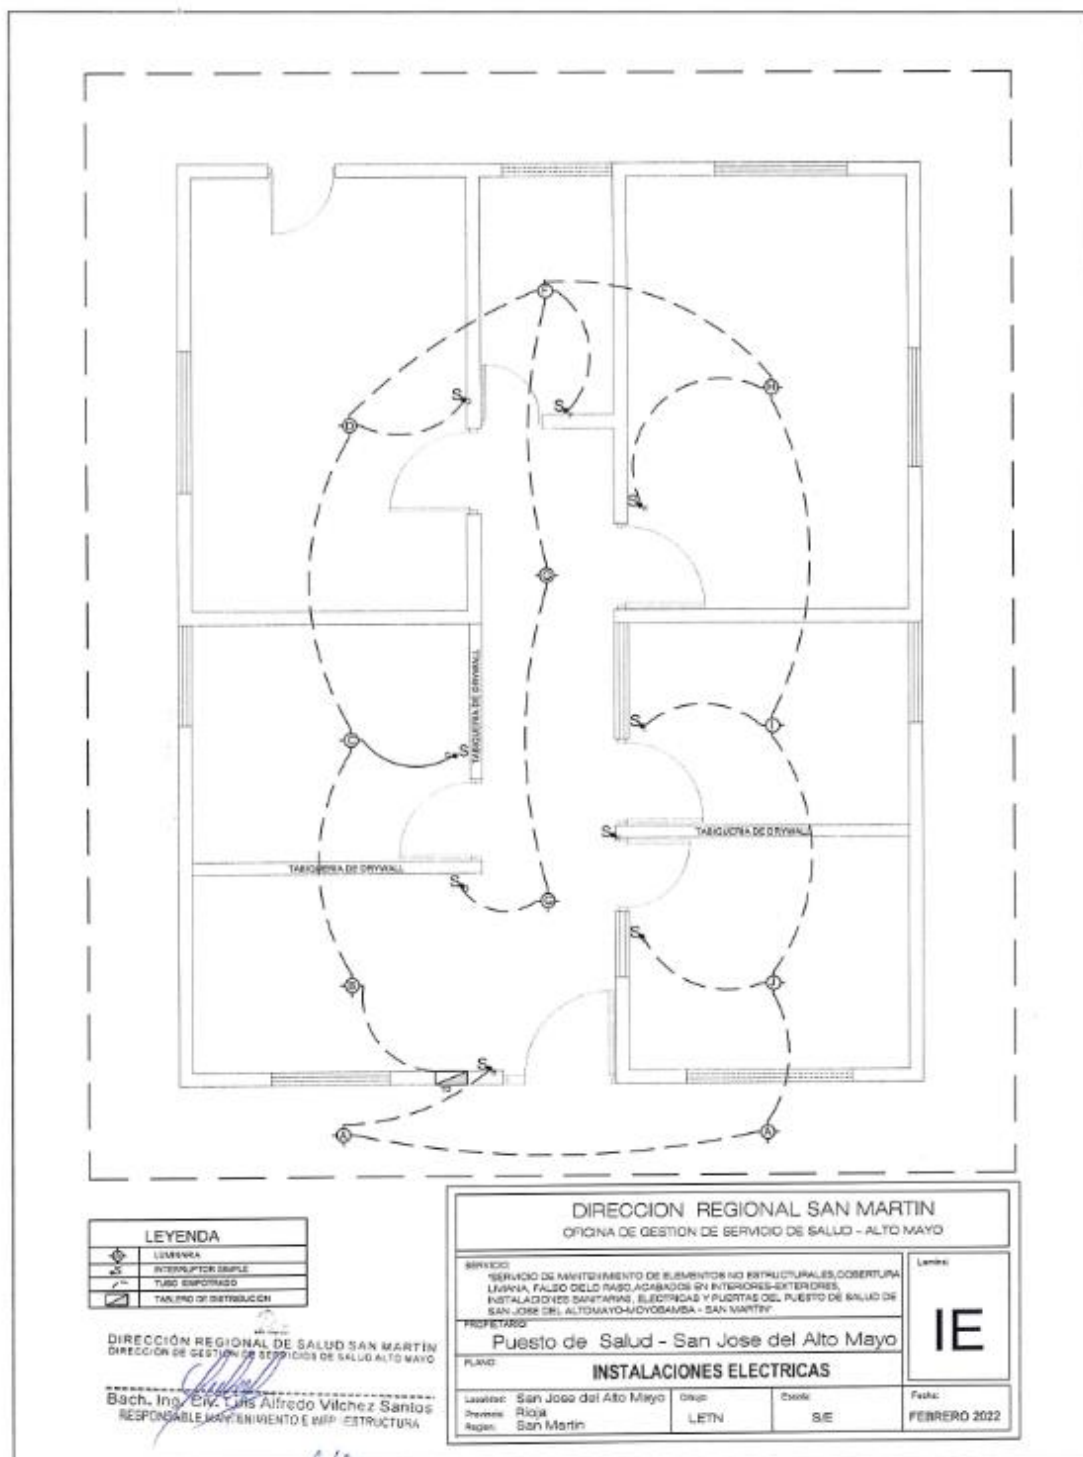 F
S
S
H
D
S
S
G
TABIQUERIA DE DRYWALL
S
I
C
S
S
TABIQUERIA DE DRYWALL
TABIQUERIA DE DRYWALL
S
G
S
B
J
S
A
A
LEYENDA
LUMINARIA
INTERRUPTOR SIMPLE
TUBO EMPOTRADO
TABLERO DE DISTRIBUCION
DIRECCIÓN REGIONAL DE SALUD SAN MARTÍN
DIRECCIÓN DE GESTIÓN DE SERVICIOS DE SALUD ALTO MAYO
Bach. Ing. Civ. Luis Alfredo Vilchez Santos
RESPONSABLE MANTENIMIENTO E INFRAESTRUCTURA
DIRECCION REGIONAL SAN MARTIN
OFICINA DE GESTION DE SERVICIO DE SALUD - ALTO MAYO
SERVICIO:
"SERVICIO DE MANTENIMIENTO DE ELEMENTOS NO ESTRUCTURALES,COBERTURA
LIVIANA, FALSO CIELO RASO,ACABADOS EN INTERIORES-EXTERIORES,
INSTALACIONES SANITARIAS, ELECTRICAS Y PUERTAS DEL PUESTO DE SALUD DE
SAN JOSE DEL ALTOMAYO-MOYOBAMBA - SAN MARTIN"
PROPIETARIO:
Puesto de Salud - San Jose del Alto Mayo
PLANO:
INSTALACIONES ELECTRICAS
Localidad: San Jose del Alto Mayo
Provincia: Rioja
Region: San Martin
Dibujo:
LETN
Escala:
S/E
Lamina:
IE
Fecha:
FEBRERO 2022